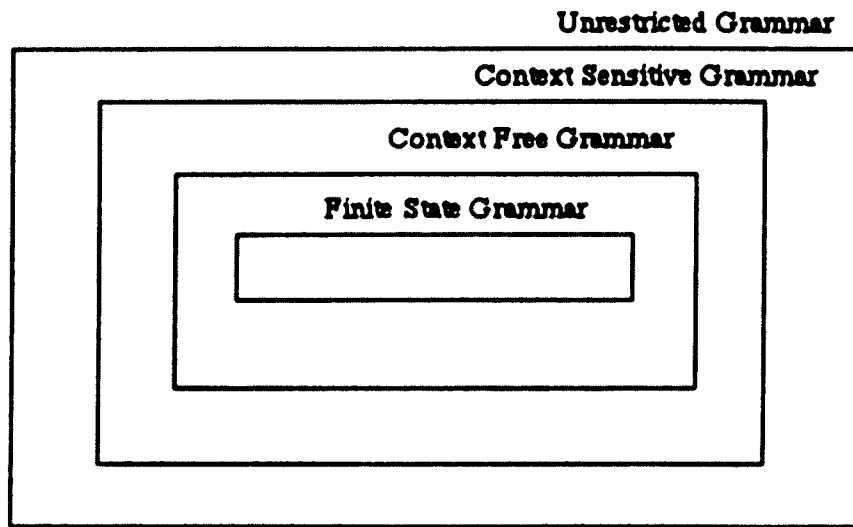 Unrestricted Grammar
Context Sensitive Grammar
Context Free Grammar
Finite State Grammar